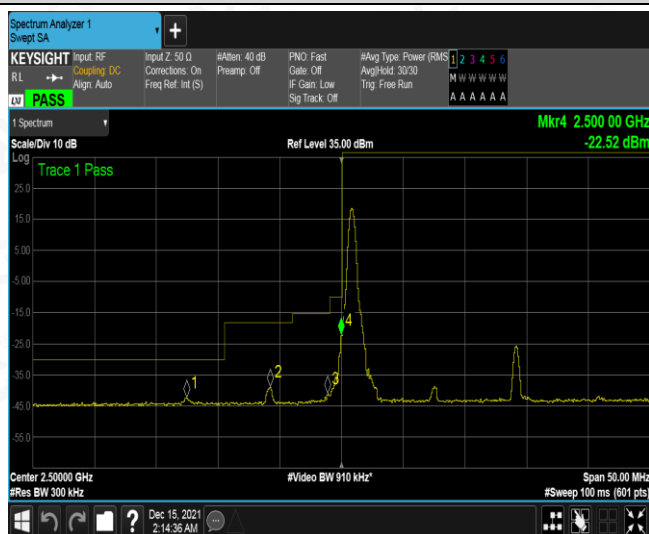 Spectrum Analyzer 1
Swept SA
+
KEYSIGHT Input: RF Input Z: 50 Ω #Atten: 40 dB PNO: Fast #Avg Type: Power (RMS 1 2 3 4 5 6
RL Coupling: DC Corrections: On Preamp: Off Gate: Off Avg|Hold: 30/30 M W W W W W
Align: Auto Freq Ref: Int (S) IF Gain: Low Trig: Free Run
LXI PASS Sig Track: Off A A A A A A
1 Spectrum Mkr4 2.500 00 GHz
Scale/Div 10 dB Ref Level 35.00 dBm -22.52 dBm
Log
Trace 1 Pass
25.0
15.0
5.00
-5.00
-15.0
4
-25.0
-35.0
1 2 3
-45.0
-55.0
Center 2.50000 GHz #Video BW 910 kHz* Span 50.00 MHz
#Res BW 300 kHz #Sweep 100 ms (601 pts)
? Dec 15, 2021
2:14:36 AM